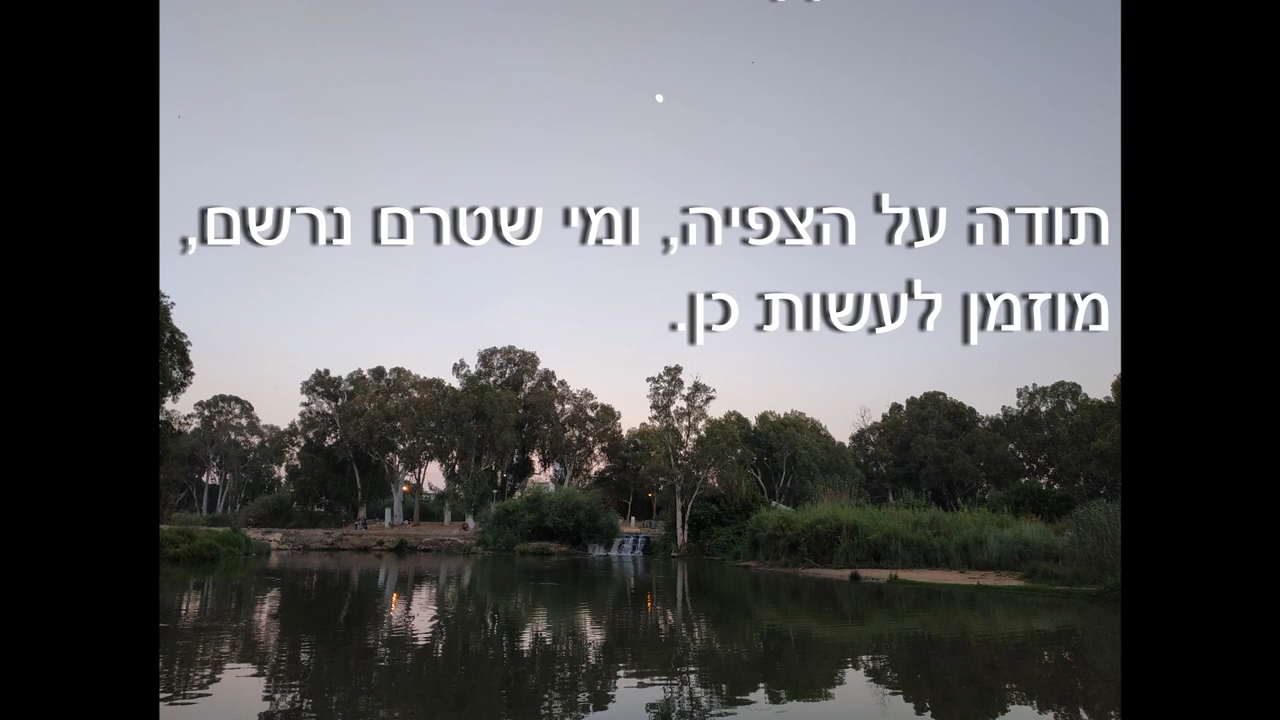 תודה על הצפיה, ומי שטרם נרשם,
מוזמן לעשות כן.